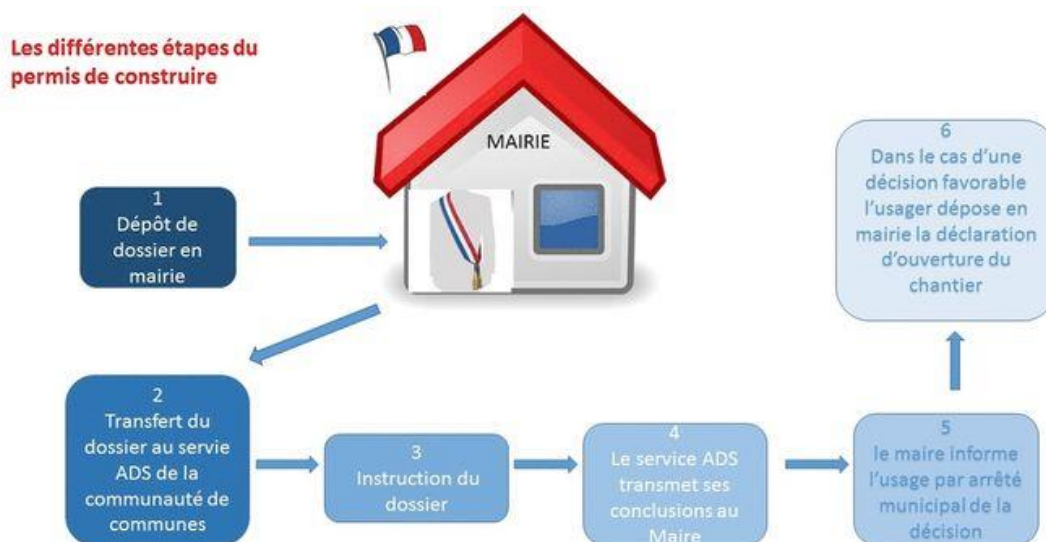 Les différentes étapes du
permis de construire
MAIRIE
1
Dépôt de
dossier en
mairie
2
Transfert du
dossier au servie
ADS de la
communauté de
communes
3
Instruction du
dossier
4
Le service ADS
transmet ses
conclusions au
Maire
5
le maire informe
l'usage par arrêté
municipal de la
décision
6
Dans le cas d'une
décision favorable
l'usager dépose en
mairie la déclaration
d'ouverture du
chantier